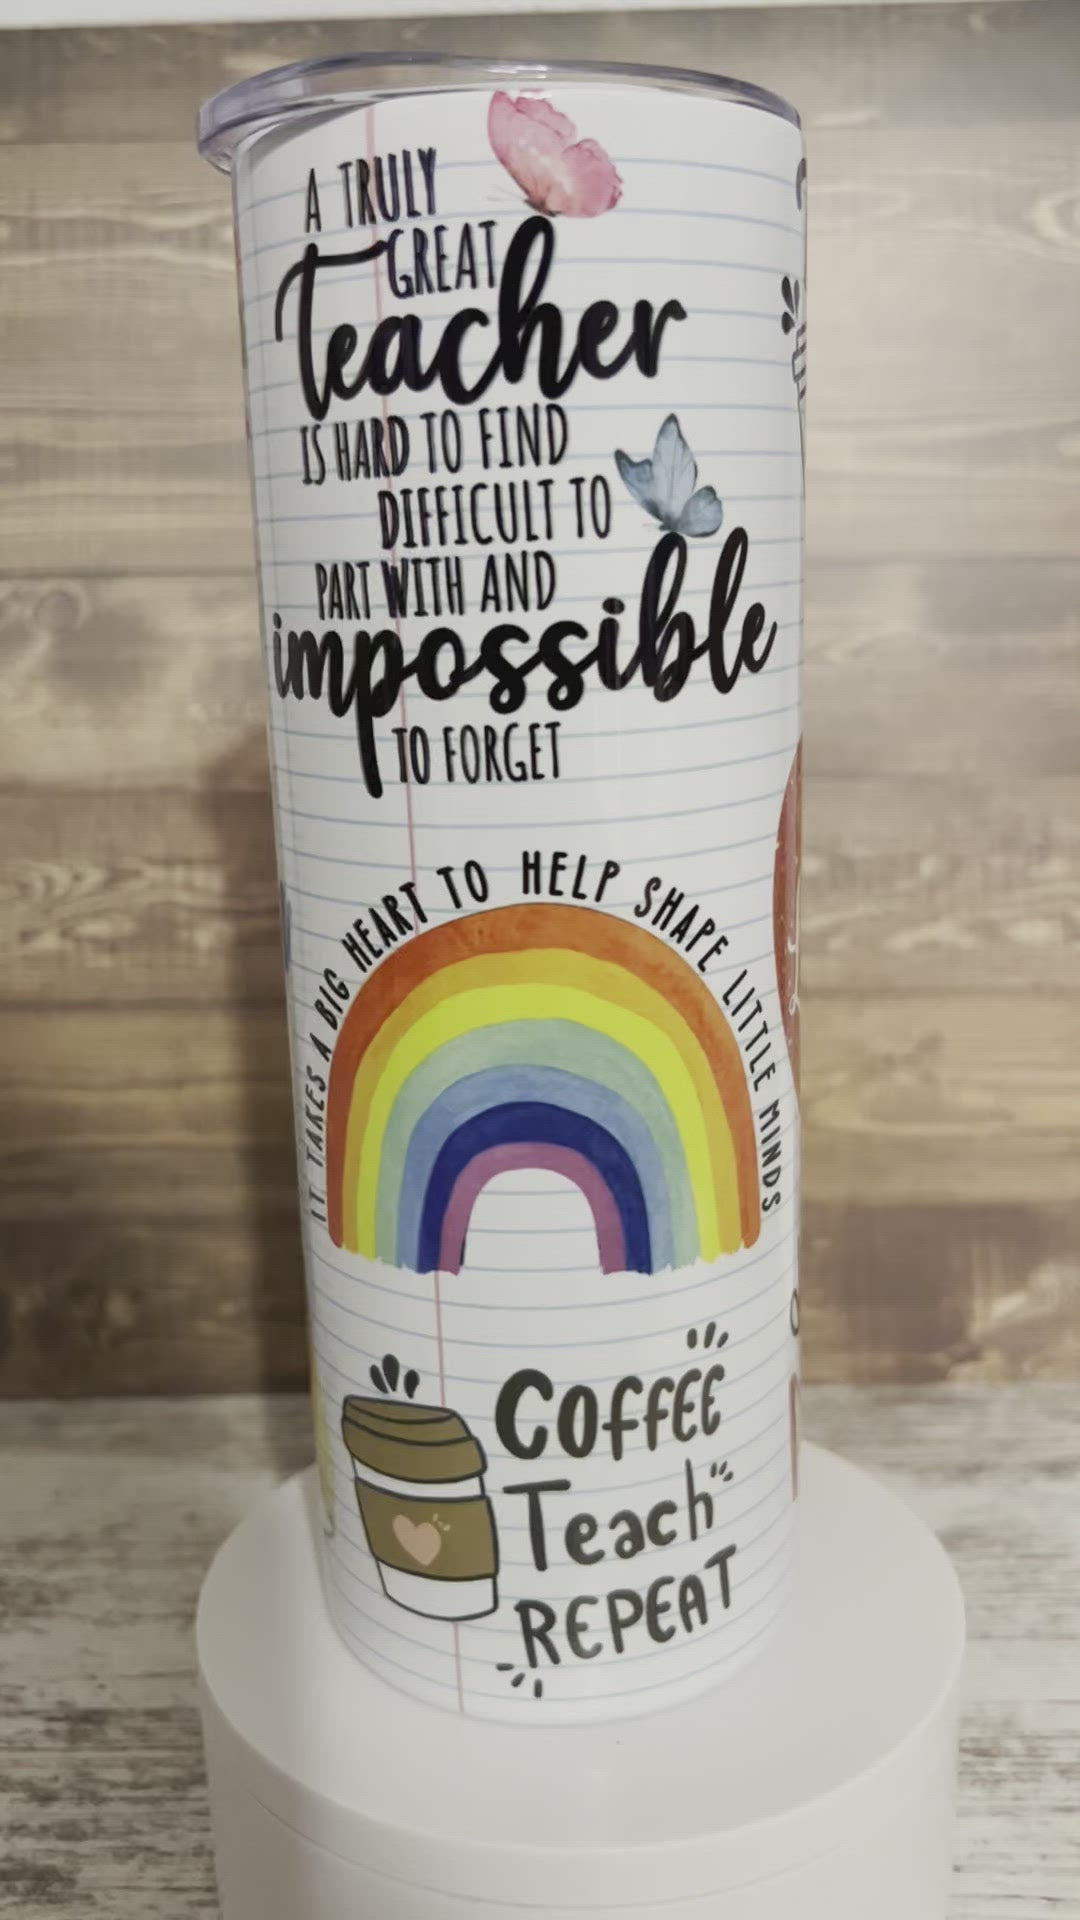 A TRULY
GREAT
teacher
IS HARD TO FIND
DIFFICULT TO
PART WITH AND
impossible
TO FORGET
IT TAKES A BIG HEART TO HELP SHAPE LITTLE MINDS
COFFEE
Teach
REPEAT